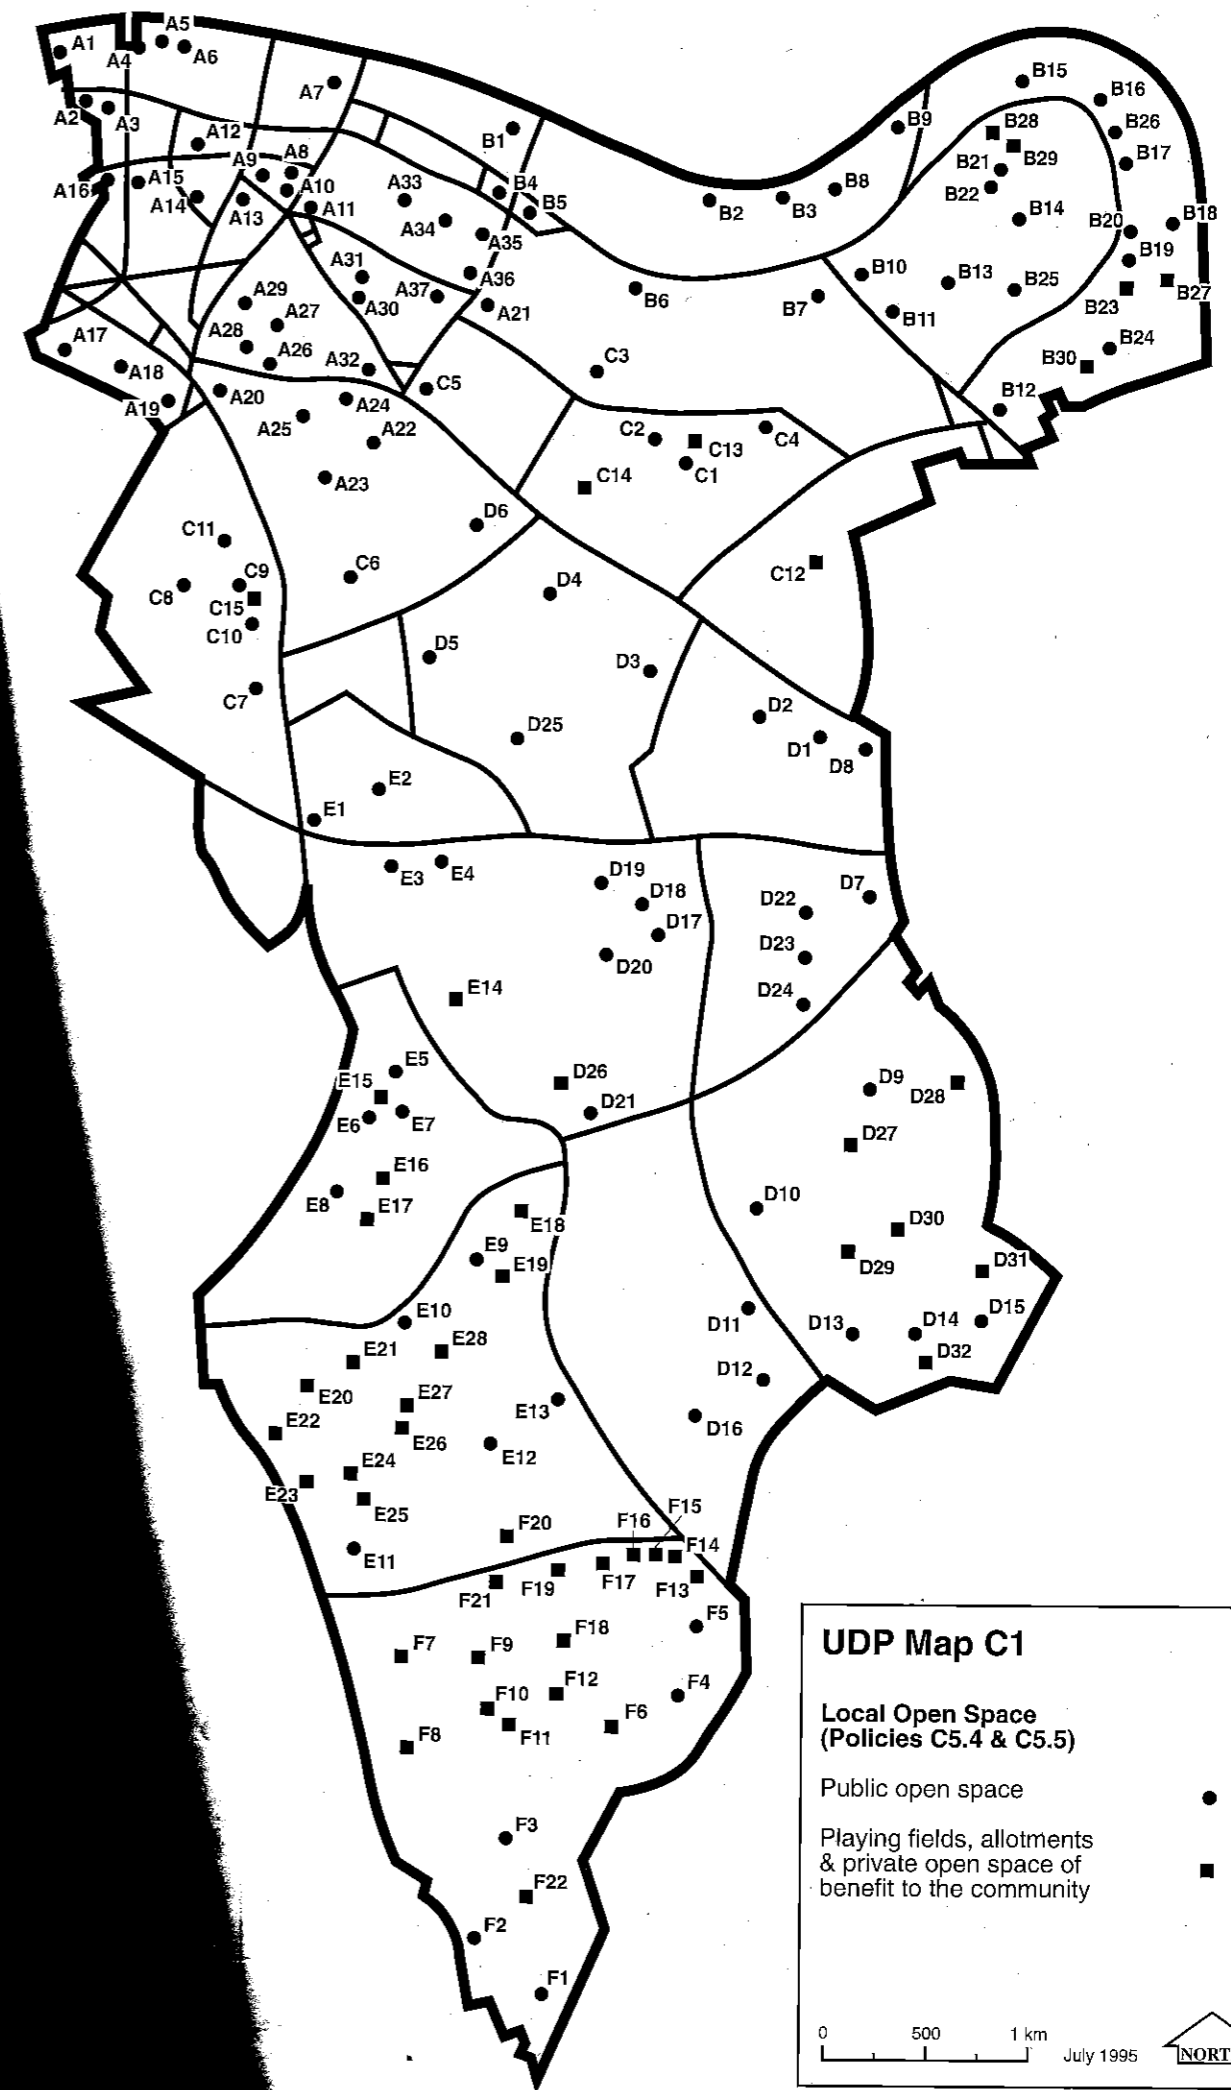 A5
A1
A4
A6
A7
B15
B16
A2
A3
B9
B28
B26
A12
B1
B29
B17
A9
A8
B21
A16
A15
A10
A33
B4
B8
B22
A14
A13
A11
B5
B2
B3
B14
B20
B18
A34
A35
B19
A31
A36
B10
B13
B25
B27
A29
A30
A37
A21
B6
B7
B23
A27
B11
A28
A17
A26
A32
C3
B24
B30
A18
C5
A19
A20
A24
B12
A25
A22
C2
C13
C4
C1
A23
C14
D6
C11
C9
C6
D4
C12
C8
C15
C10
D5
D3
C7
D2
D25
D1
D8
E2
E1
E3
E4
D19
D18
D7
D22
D17
D23
D20
E14
D24
E5
D26
D9
D28
E15
D21
E6
E7
D27
E16
E8
E17
D10
E18
D30
E9
E19
D29
D31
E10
D11
D13
D14
D15
E28
E21
D12
D32
E20
E27
E13
E22
E26
D16
E12
E24
E23
E25
F15
F16
F20
E11
F14
F19
F17
F13
F21
F5
F7
F9
F18
UDP Map C1
F10
F12
F4
F6
F8
F11
Local Open Space
(Policies C5.4 & C5.5)
Public open space
F3
Playing fields, allotments
& private open space of
benefit to the community
F22
F2
F1
0 500 1 km
July 1995
NORT